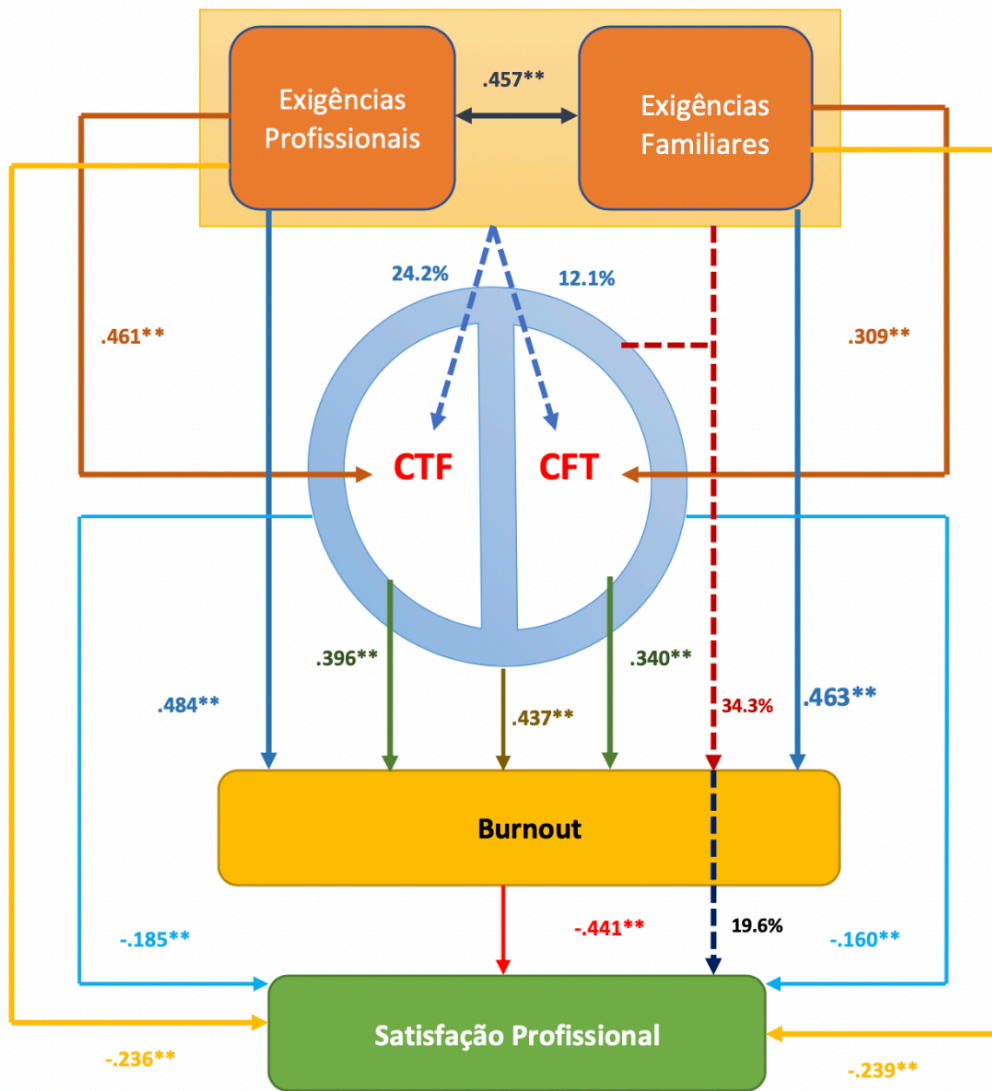 .457**
Exigências
Profissionais
Exigências
Familiares
24.2%
12.1%
.461**
.309**
CTF
CFT
.396**
.340**
.484**
.437**
34.3%
.463**
Burnout
-.185**
-.441**
19.6%
-.160**
Satisfação Profissional
-.236**
-.239**